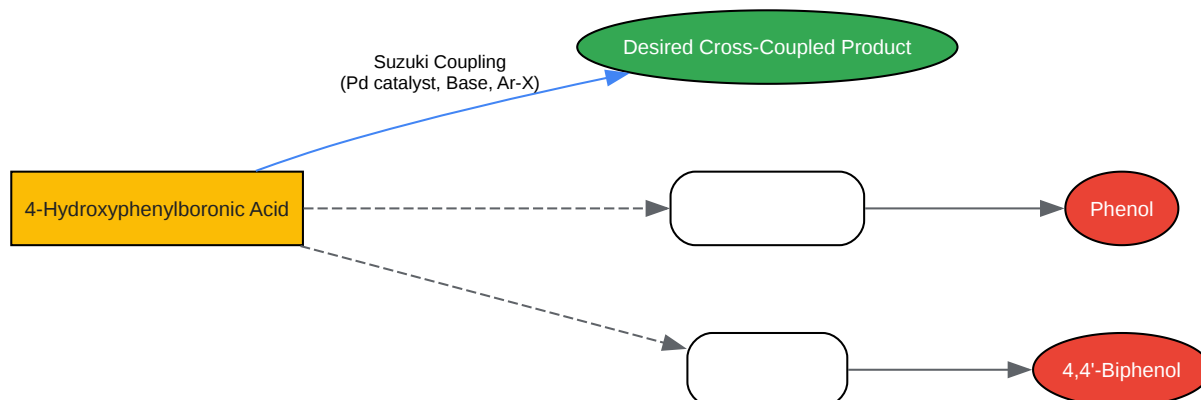 Desired Cross-Coupled Product
Suzuki Coupling
(Pd catalyst, Base, Ar-X)
4-Hydroxyphenylboronic Acid
Phenol
4,4'-Biphenol